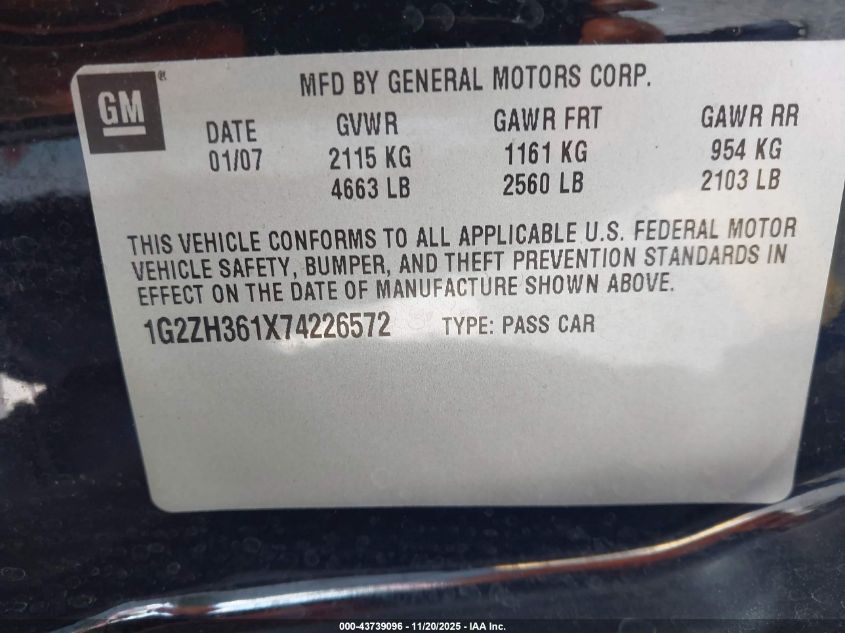 GM ®
MFD BY GENERAL MOTORS CORP.
DATE GVWR GAWR FRT GAWR RR
01/07 2115 KG 1161 KG 954 KG
4663 LB 2560 LB 2103 LB
THIS VEHICLE CONFORMS TO ALL APPLICABLE U.S. FEDERAL MOTOR
VEHICLE SAFETY, BUMPER, AND THEFT PREVENTION STANDARDS IN
EFFECT ON THE DATE OF MANUFACTURE SHOWN ABOVE.
1G2ZH361X74226572 TYPE: PASS CAR
000-43739096 - 11/20/2025 - IAA Inc.